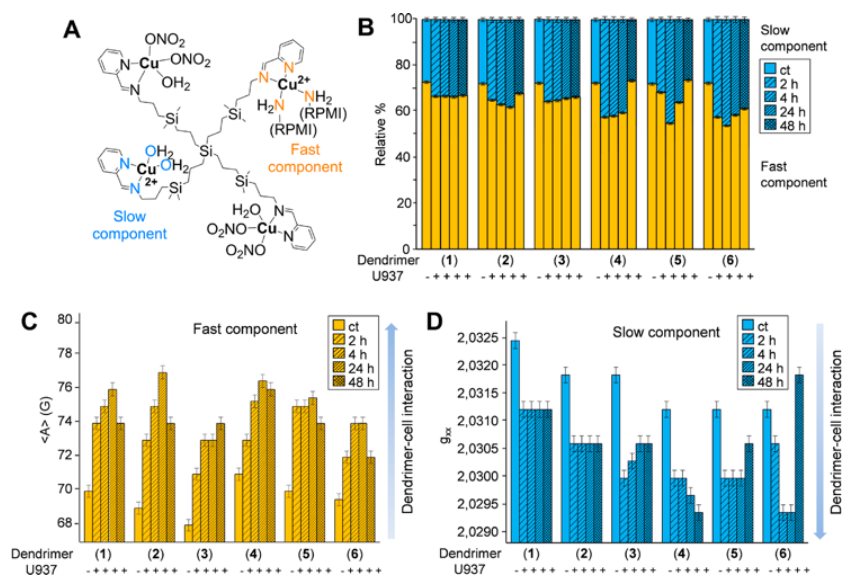 A
ONO2
ONO2
Cu
OH2
N
N
Si
Si
Si
Si
Si
N
N
Cu2+
H2N
NH2
(RPMI)
(RPMI)
Fast
component
OH2
OH2
N
Cu
2+
N
Slow
component
H2O
O2NO
O2NO
Cu
N
N
B
Relative %
100
80
60
40
20
0
Slow
component
ct
2 h
4 h
24 h
48 h
Fast
component
Dendrimer (1) (2) (3) (4) (5) (6)
U937 - + + + + - + + + + - + + + + - + + + + - + + + + - + + + +
C
Fast component
<A> (G)
80
78
76
74
72
70
68
ct
2 h
4 h
24 h
48 h
Dendrimer-cell interaction
Dendrimer (1) (2) (3) (4) (5) (6)
U937 - + + + + - + + + + - + + + + - + + + + - + + + + - + + + +
D
Slow component
gxx
2,0325
2,0320
2,0315
2,0310
2,0305
2,0300
2,0295
2,0290
ct
2 h
4 h
24 h
48 h
Dendrimer-cell interaction
Dendrimer (1) (2) (3) (4) (5) (6)
U937 - + + + + - + + + + - + + + + - + + + + - + + + + - + + + +